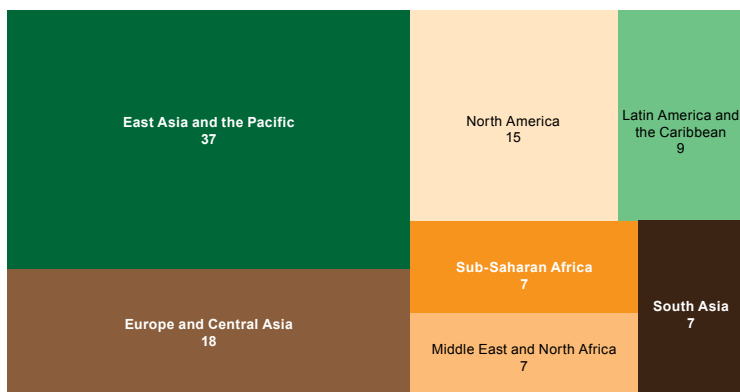 East Asia and the Pacific
37
North America
15
Latin America and
the Caribbean
9
Sub-Saharan Africa
7
Europe and Central Asia
18
Middle East and North Africa
7
South Asia
7